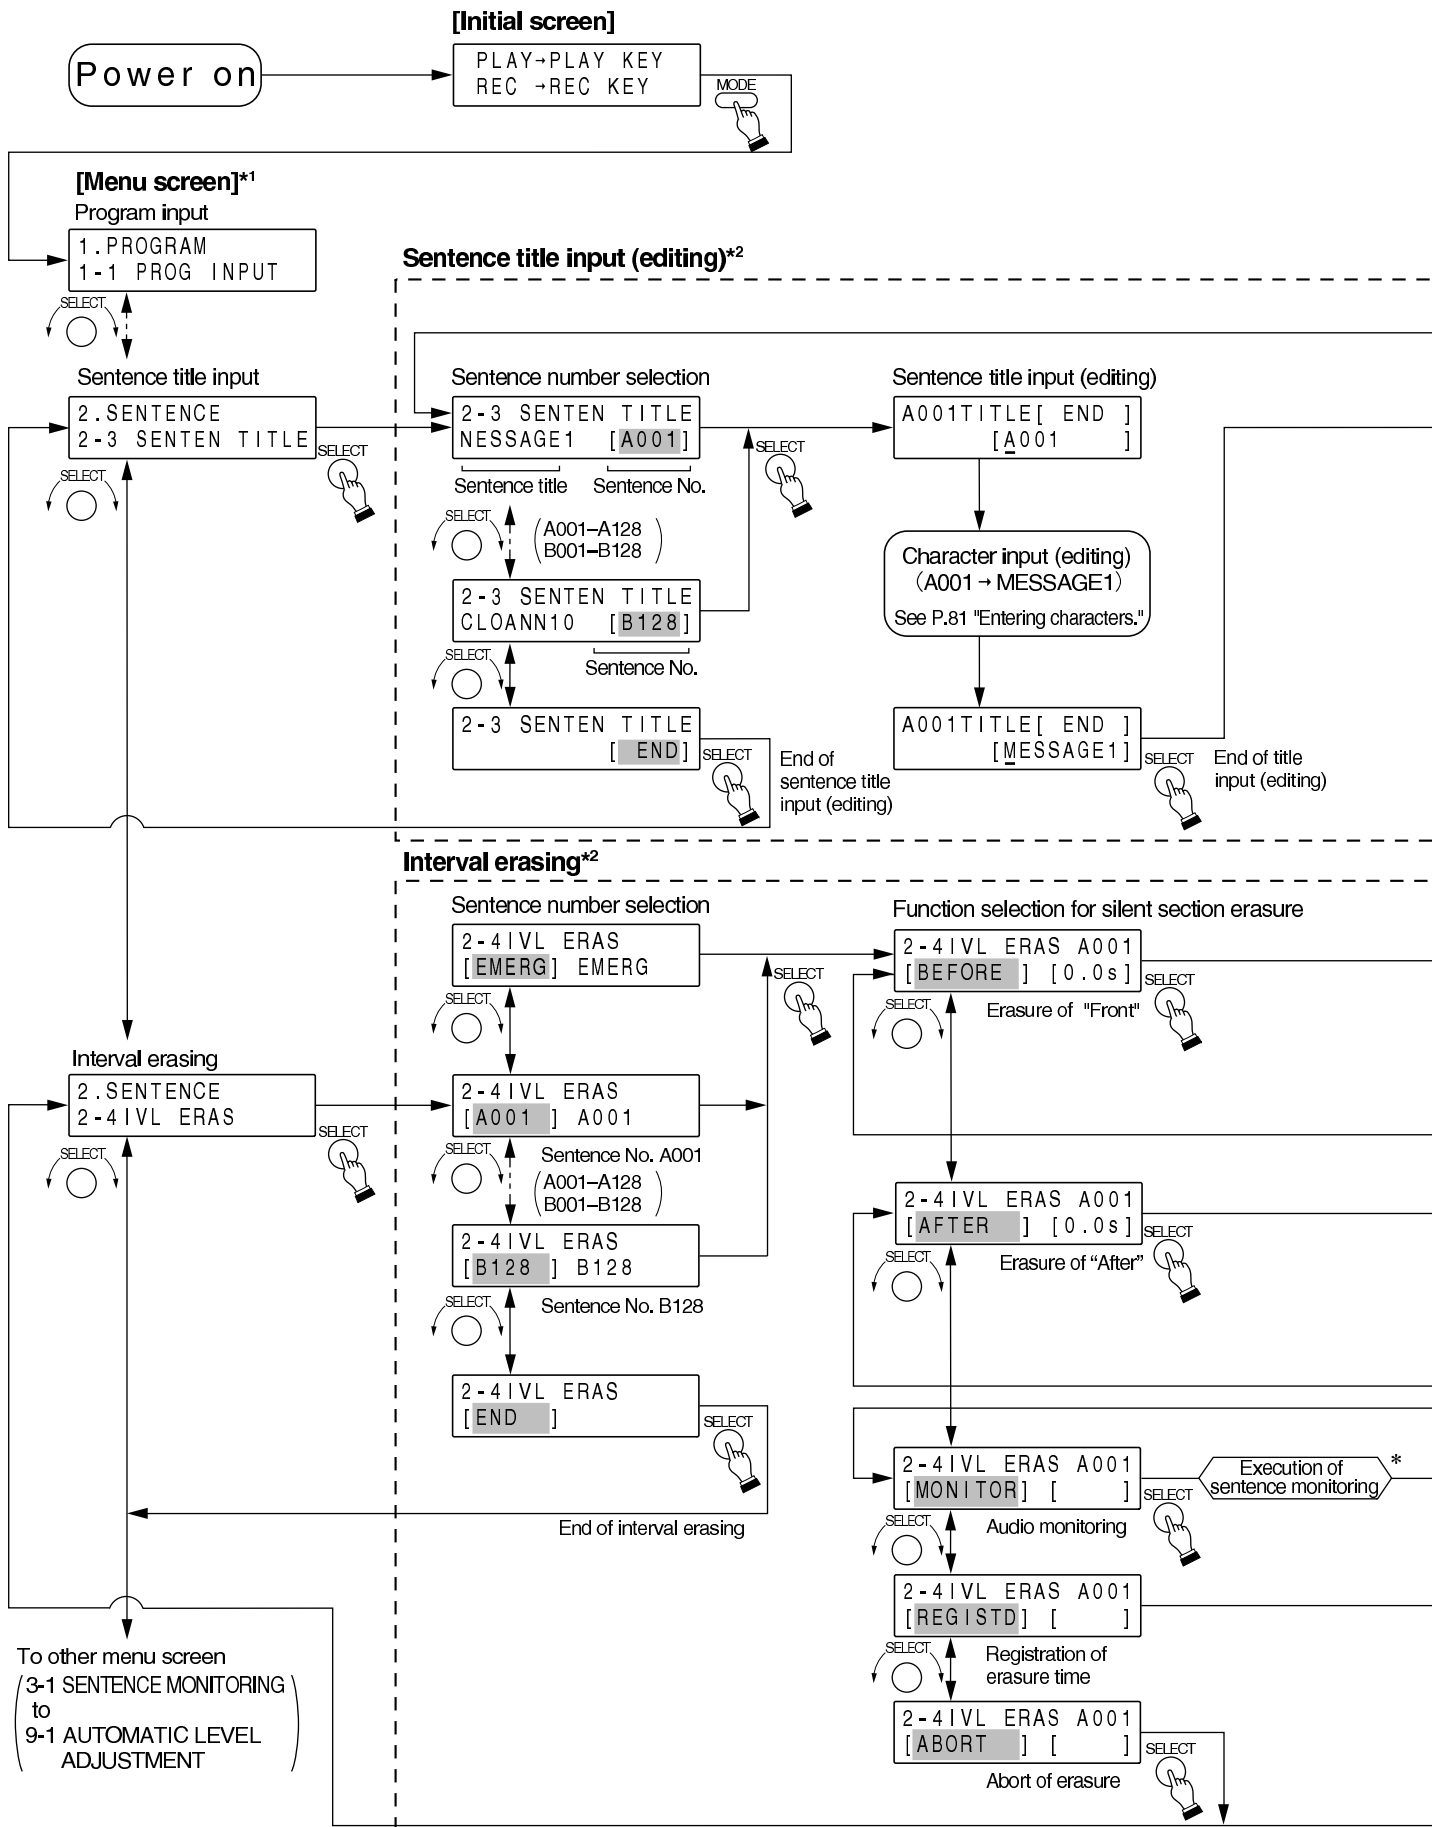 [Initial screen]
Power on
PLAY→PLAY KEY
REC →REC KEY
MODE
[Menu screen]*1
Program input
1.PROGRAM
1-1 PROG INPUT
SELECT
Sentence title input
2.SENTENCE
2-3 SENTEN TITLE
SELECT
SELECT
Sentence title input (editing)*2
Sentence number selection
2-3 SENTEN TITLE
NESSAGE1 [A001]
Sentence title
Sentence No.
SELECT
SELECT
(A001–A128
B001–B128)
2-3 SENTEN TITLE
CLOANN10 [B128]
Sentence No.
SELECT
2-3 SENTEN TITLE
[ END]
SELECT
End of
sentence title
input (editing)
Sentence title input (editing)
A001TITLE[ END ]
[A001 ]
Character input (editing)
(A001→MESSAGE1)
See P.81 "Entering characters."
A001TITLE[ END ]
[MESSAGE1]
SELECT
End of title
input (editing)
Interval erasing
2.SENTENCE
2-4IVL ERAS
SELECT
SELECT
To other menu screen
(3-1 SENTENCE MONITORING
to
9-1 AUTOMATIC LEVEL
ADJUSTMENT)
Interval erasing*2
Sentence number selection
2-4IVL ERAS
[EMERG] EMERG
SELECT
SELECT
2-4IVL ERAS
[A001 ] A001
SELECT
Sentence No. A001
(A001–A128
B001–B128)
2-4IVL ERAS
[B128 ] B128
SELECT
Sentence No. B128
2-4IVL ERAS
[END ]
SELECT
End of interval erasing
Function selection for silent section erasure
2-4IVL ERAS A001
[BEFORE ] [0.0s]
SELECT
Erasure of "Front"
SELECT
2-4IVL ERAS A001
[AFTER ] [0.0s]
SELECT
Erasure of “After”
SELECT
2-4IVL ERAS A001
[MONITOR] [ ]
Execution of
sentence monitoring
*
SELECT
Audio monitoring
SELECT
2-4IVL ERAS A001
[REGISTD] [ ]
SELECT
Registration of
erasure time
2-4IVL ERAS A001
[ABORT ] [ ]
SELECT
Abort of erasure